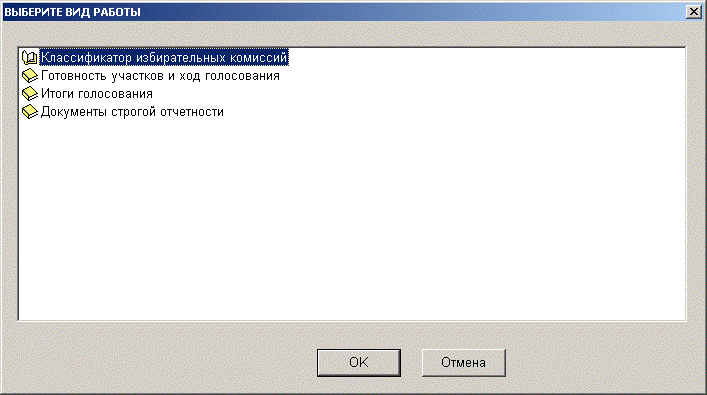 ВЫБЕРИТЕ ВИД РАБОТЫ
Классификатор избирательных комиссий
Готовность участков и ход голосования
Итоги голосования
Документы строгой отчетности
OK
Отмена